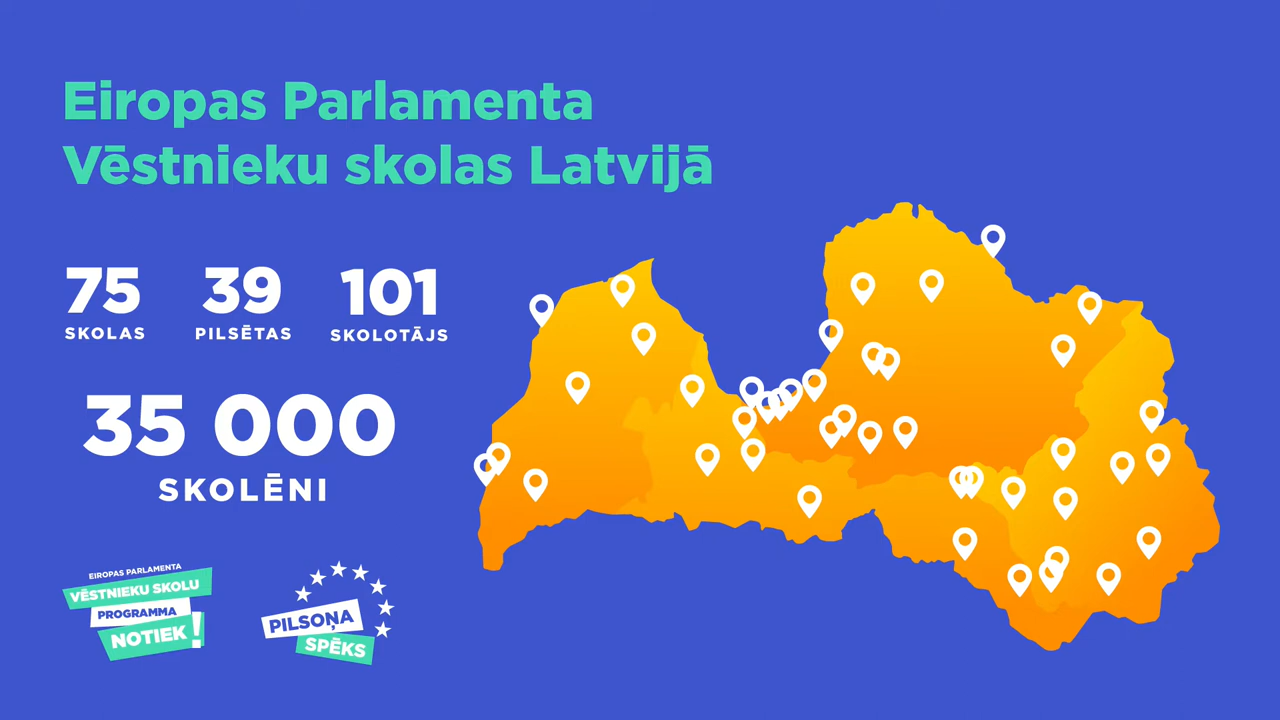 Eiropas Parlamenta
Vēstnieku skolas Latvijā
75 39 101
SKOLAS PILSĒTAS SKOLOTĀJS
35 000
SKOLĒNI
EIROPAS PARLAMENTA
VĒSTNIEKU SKOLU
PROGRAMMA
NOTIEK!
PILSOŅA
SPĒKS